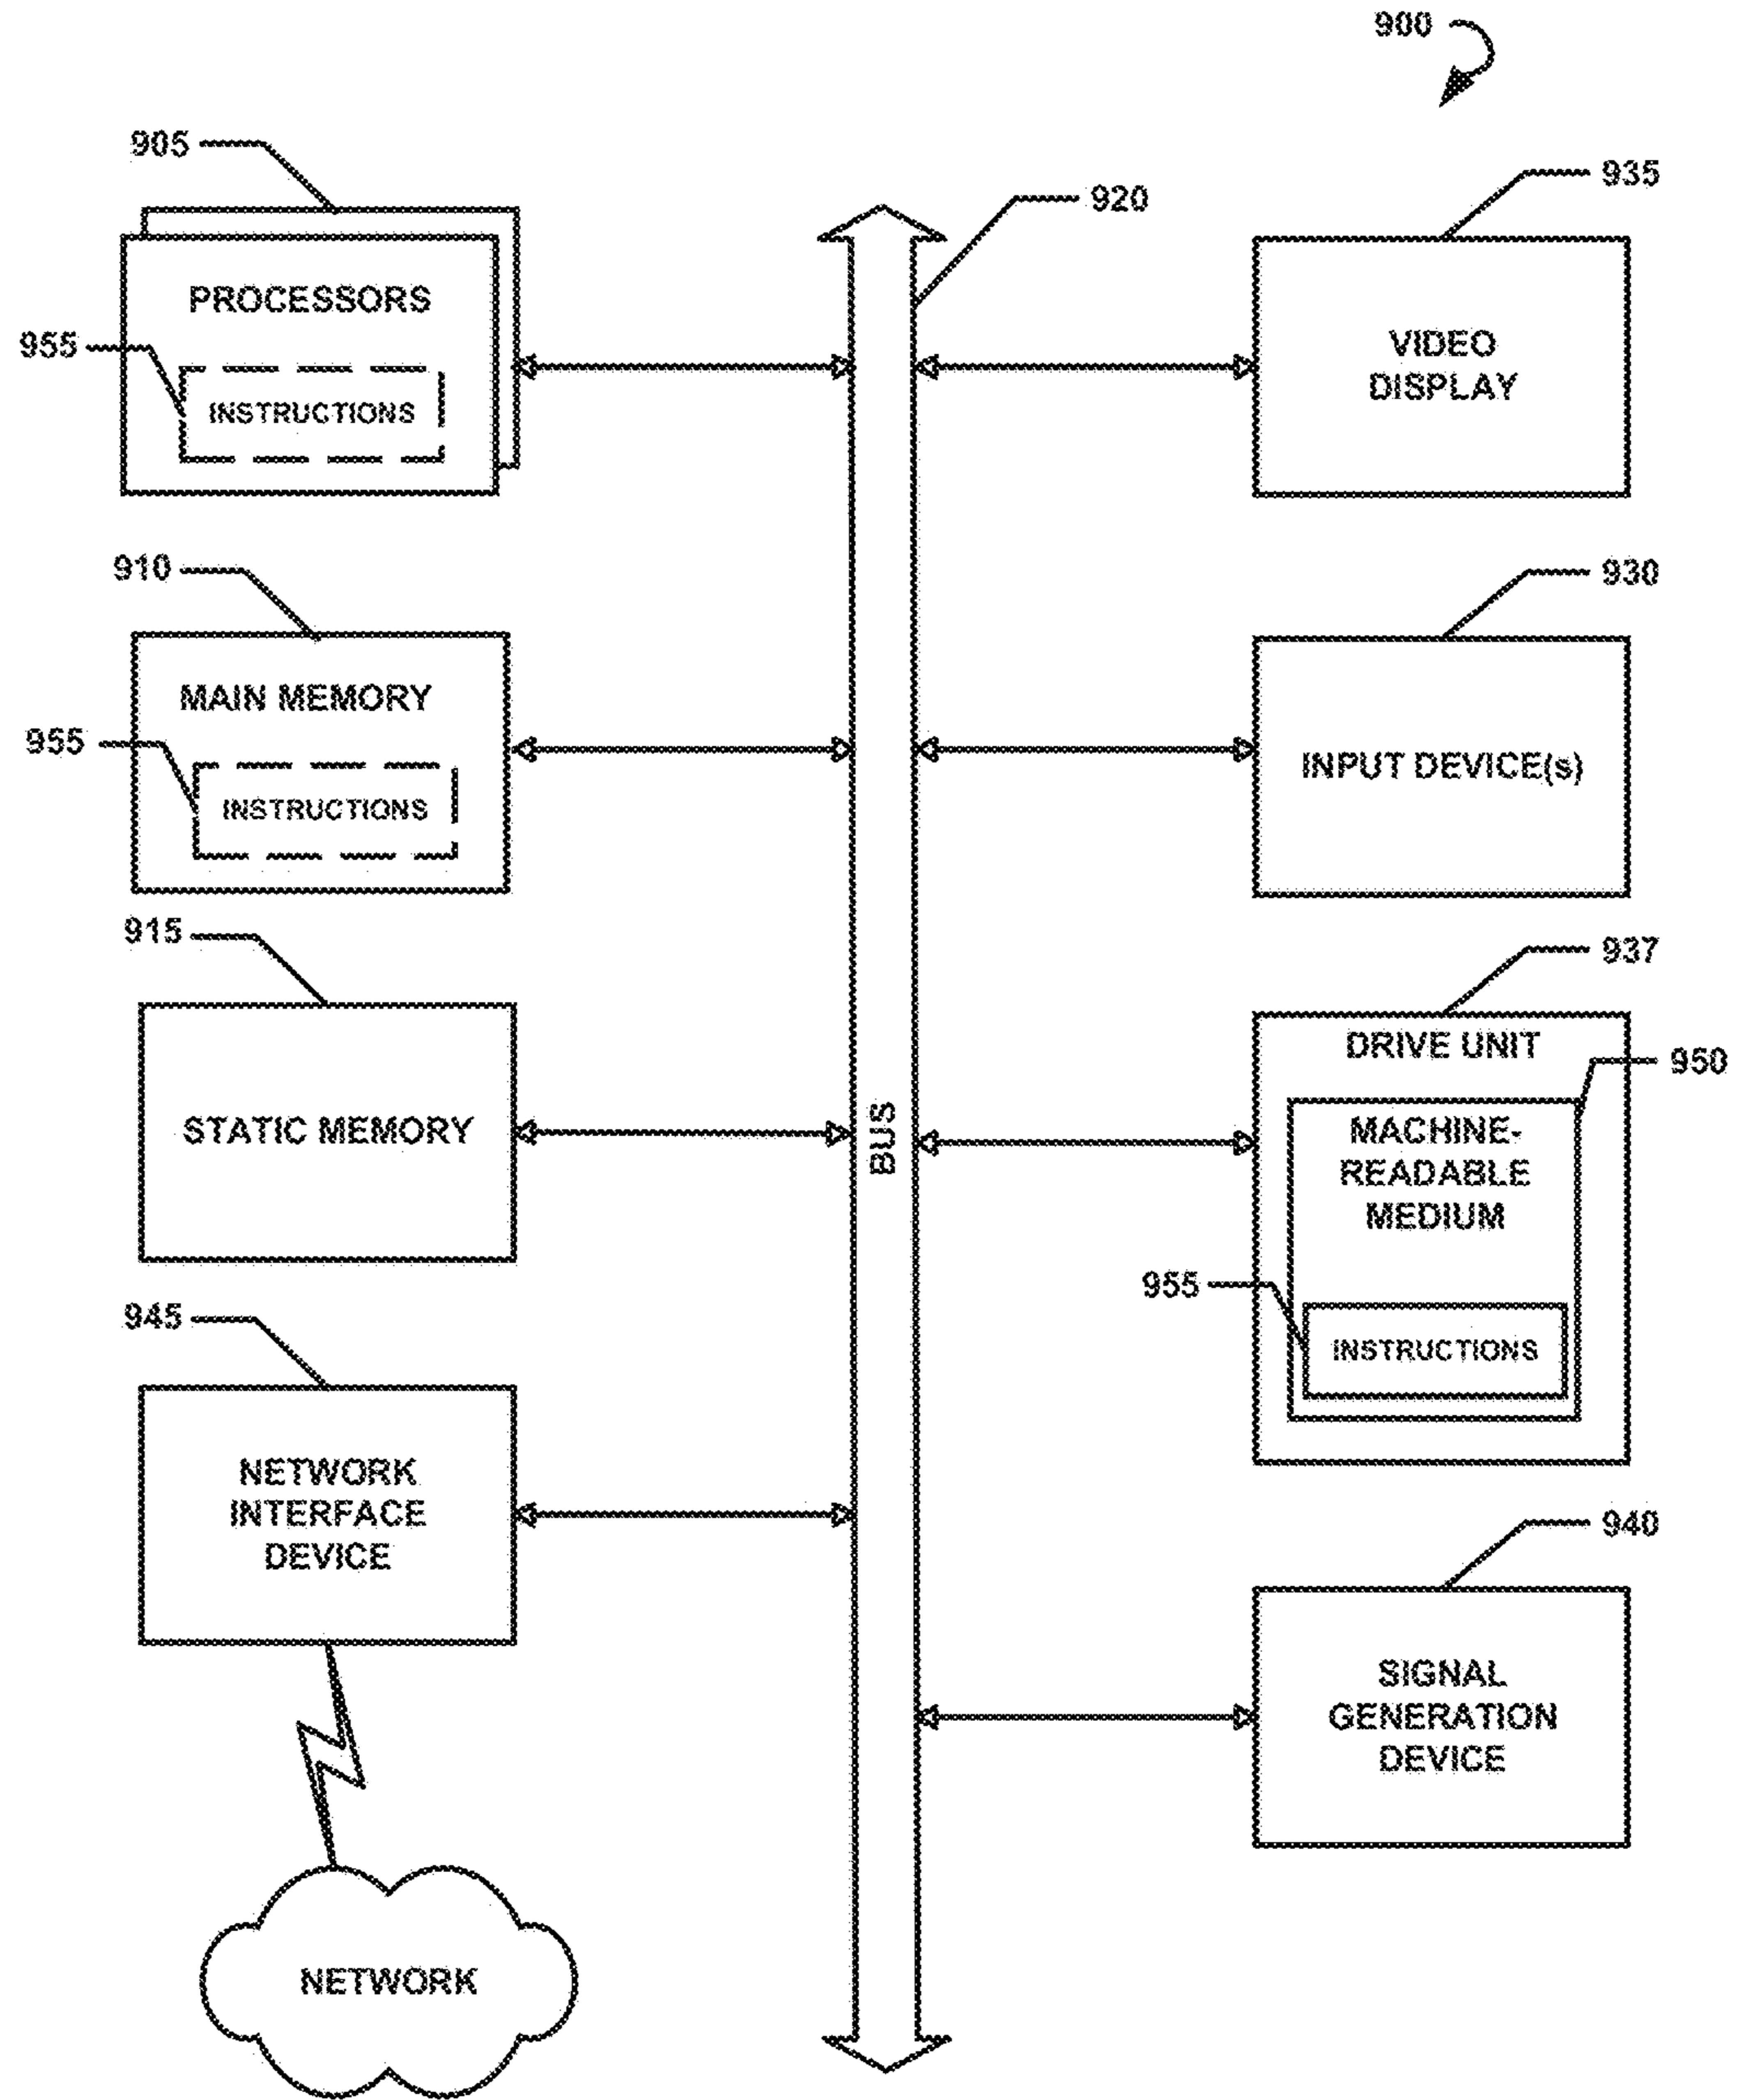 900
905
935
920
PROCESSORS
955
INSTRUCTIONS
VIDEO
DISPLAY
910
930
MAIN MEMORY
955
INSTRUCTIONS
INPUT DEVICE(s)
915
937
STATIC MEMORY
BUS
DRIVE UNIT
950
MACHINE-
READABLE
MEDIUM
955
INSTRUCTIONS
945
NETWORK
INTERFACE
DEVICE
940
SIGNAL
GENERATION
DEVICE
NETWORK